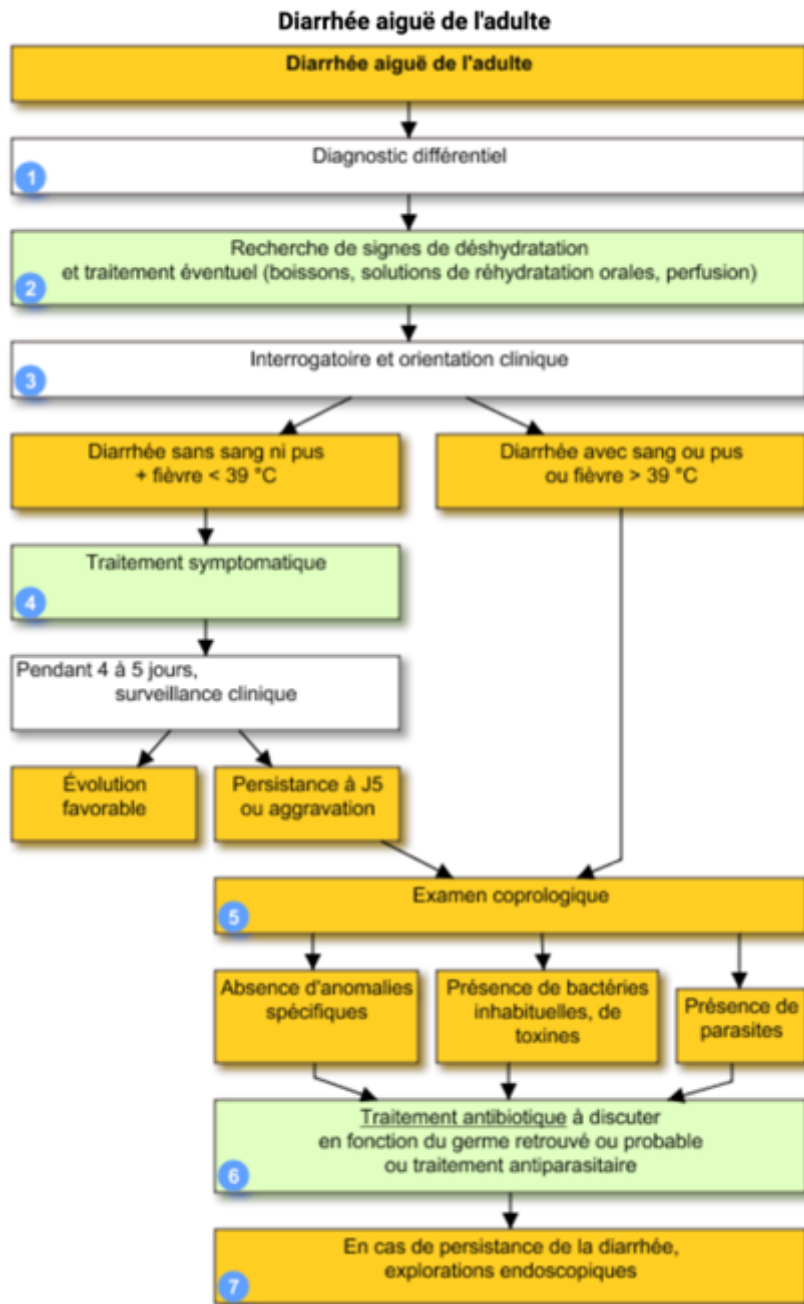 Diarrhée aiguë de l'adulte
Diarrhée aiguë de l'adulte
Diagnostic différentiel
1
Recherche de signes de déshydratation
et traitement éventuel (boissons, solutions de réhydratation orales, perfusion)
2
Interrogatoire et orientation clinique
3
Diarrhée sans sang ni pus
+ fièvre < 39 °C
Diarrhée avec sang ou pus
ou fièvre > 39 °C
Traitement symptomatique
4
Pendant 4 à 5 jours,
surveillance clinique
Évolution
favorable
Persistance à J5
ou aggravation
Examen coprologique
5
Absence d'anomalies
spécifiques
Présence de bactéries
inhabituelles, de
toxines
Présence de
parasites
Traitement antibiotique à discuter
en fonction du germe retrouvé ou probable
ou traitement antiparasitaire
6
En cas de persistance de la diarrhée,
explorations endoscopiques
7